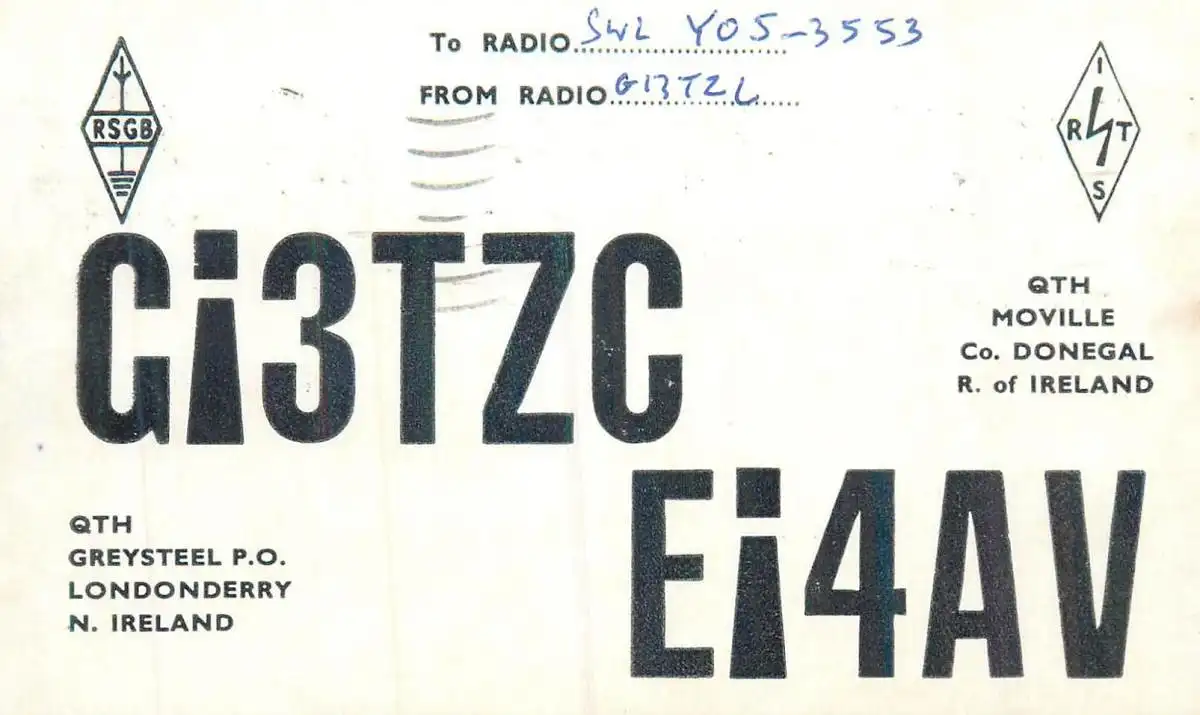 To RADIO SWL YO5-3553
FROM RADIO GI3TZC
RSGB
I
R T
S
Gi3TZC
QTH
MOVILLE
Co. DONEGAL
R. of IRELAND
Ei4AV
QTH
GREYSTEEL P.O.
LONDONDERRY
N. IRELAND